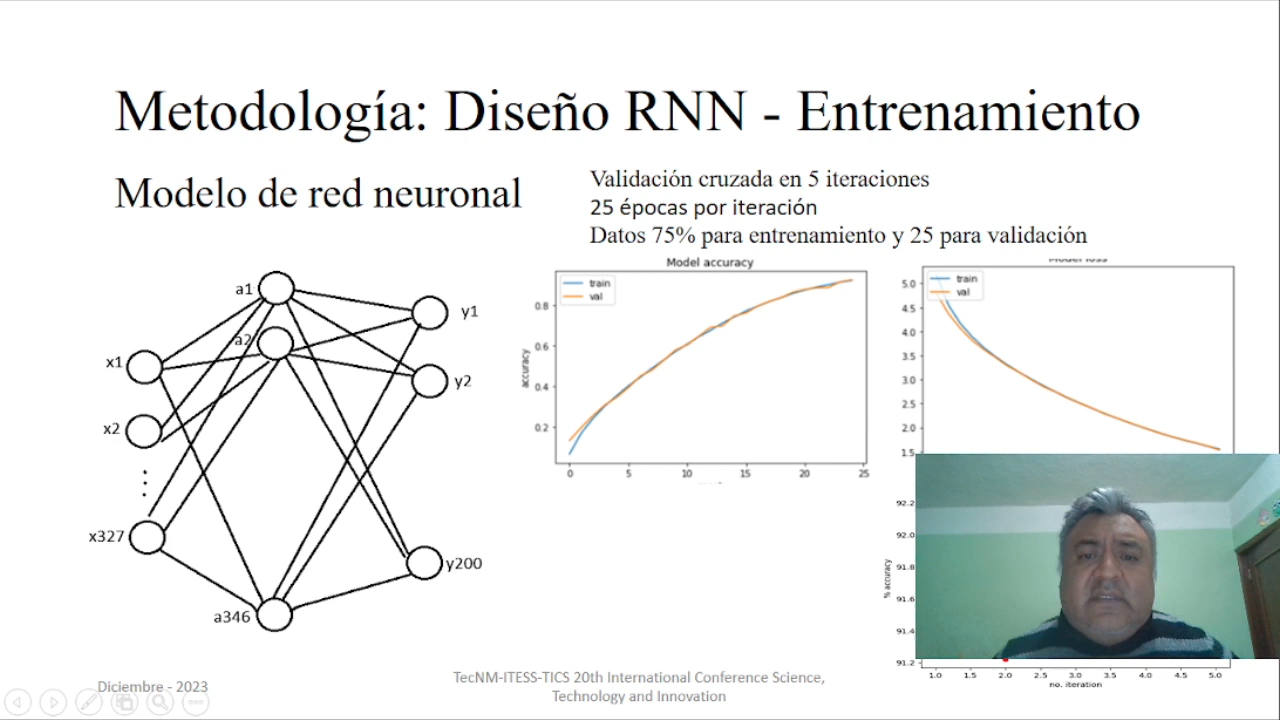 Metodología: Diseño RNN - Entrenamiento
Modelo de red neuronal
Validación cruzada en 5 iteraciones
25 épocas por iteración
Datos 75% para entrenamiento y 25 para validación
a1
a2
x1
x2
x327
a346
y1
y2
y200
Model accuracy
train
val
accuracy
0.8
0.6
0.4
0.2
0
5
10
15
20
25
Model loss
train
val
5.0
4.5
4.0
3.5
3.0
2.5
2.0
1.5
92.2
92.0
91.8
91.6
91.4
91.2
% accuracy
1.0
1.5
2.0
2.5
3.0
3.5
4.0
4.5
5.0
no. iteration
Diciembre - 2023
TecNM-ITESS-TICS 20th International Conference Science,
Technology and Innovation